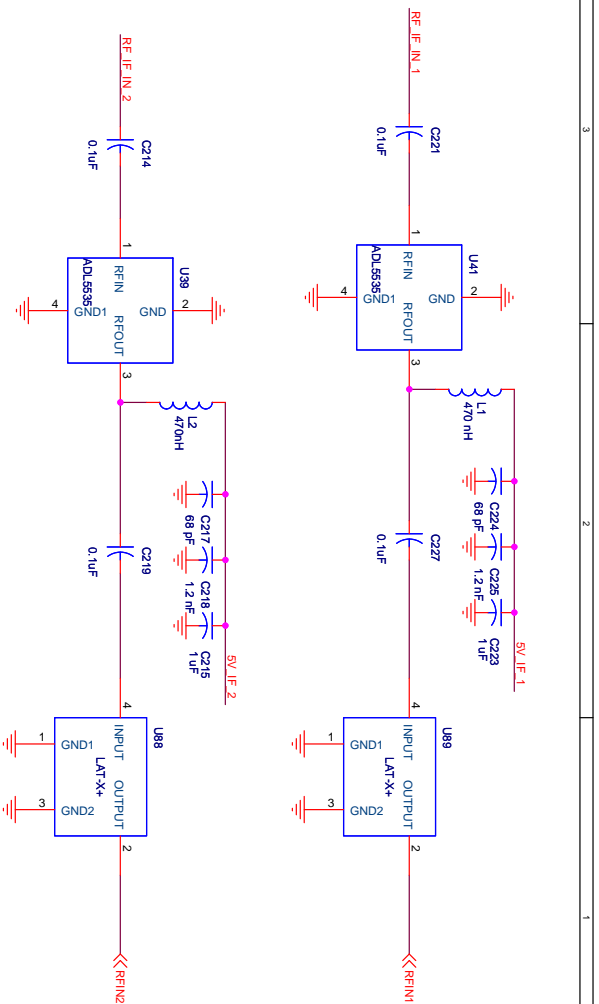 3
2
1
RF_IF_IN_1
C221
0.1uF
1
RFIN
U41
ADL5535
4
GND1
GND
2
RFOUT
3
L1
470 nH
C224
68 pF
C225
1.2 nF
C223
1 uF
5V_IF_1
C227
0.1uF
4
INPUT
U89
LAT-X+
1
GND1
3
GND2
OUTPUT
2
RFIN1
RF_IF_IN_2
C214
0.1uF
1
RFIN
U39
ADL5535
4
GND1
GND
2
RFOUT
3
L2
470nH
C217
68 pF
C218
1.2 nF
C215
1 uF
5V_IF_2
C219
0.1uF
4
INPUT
U88
LAT-X+
1
GND1
3
GND2
OUTPUT
2
RFIN2